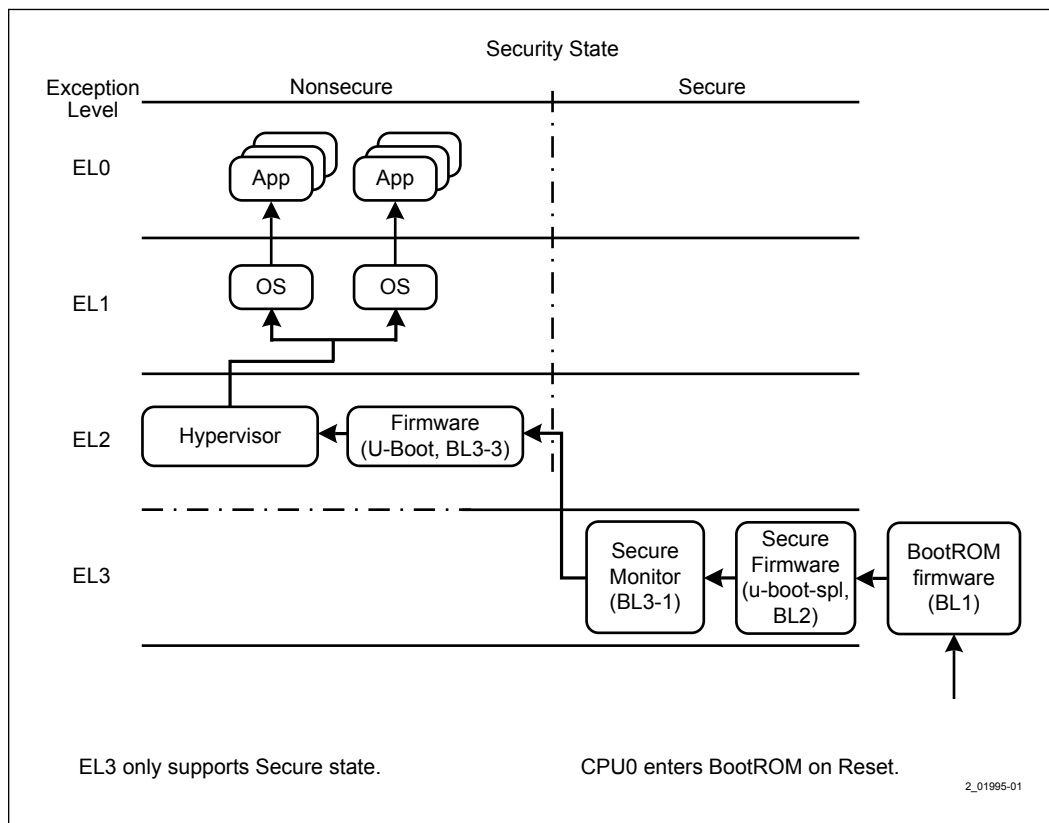 Security State
Exception
Level
Nonsecure
Secure
EL0
App
App
EL1
OS
OS
EL2
Hypervisor
Firmware
(U-Boot, BL3-3)
EL3
Secure
Monitor
(BL3-1)
Secure
Firmware
(u-boot-spl,
BL2)
BootROM
firmware
(BL1)
EL3 only supports Secure state.
CPU0 enters BootROM on Reset.
2_01995-01